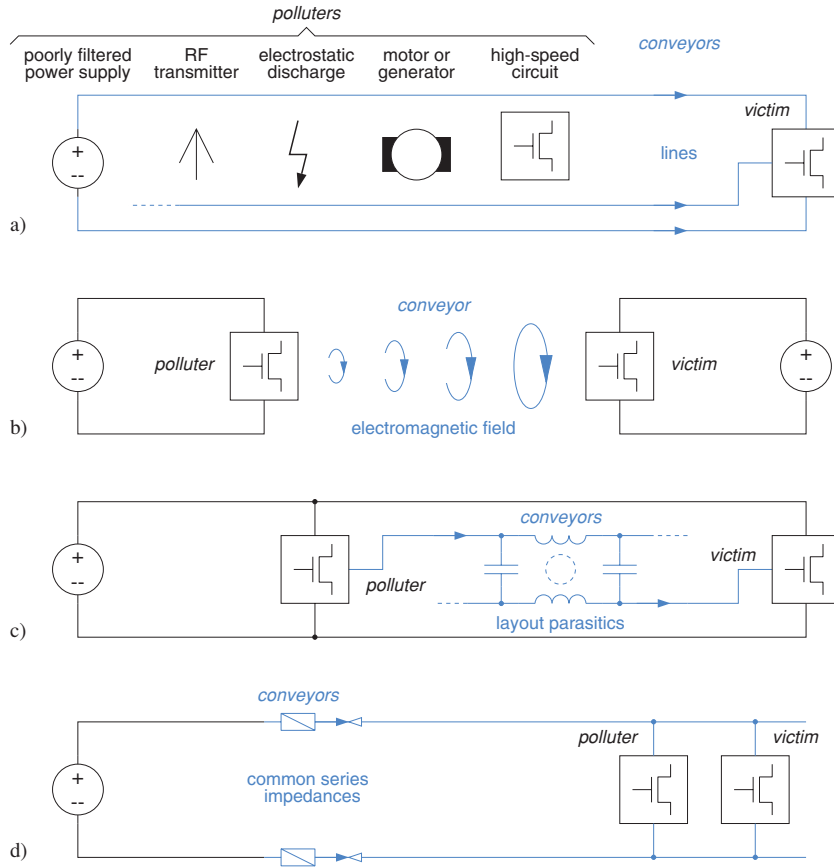 polluters
poorly filtered
power supply
RF
transmitter
electrostatic
discharge
motor or
generator
high-speed
circuit
conveyors
victim
+
--
lines
a)
conveyor
+
--
polluter
victim
+
--
electromagnetic field
b)
conveyors
+
--
polluter
victim
layout parasitics
c)
conveyors
polluter
victim
+
--
common series
impedances
d)